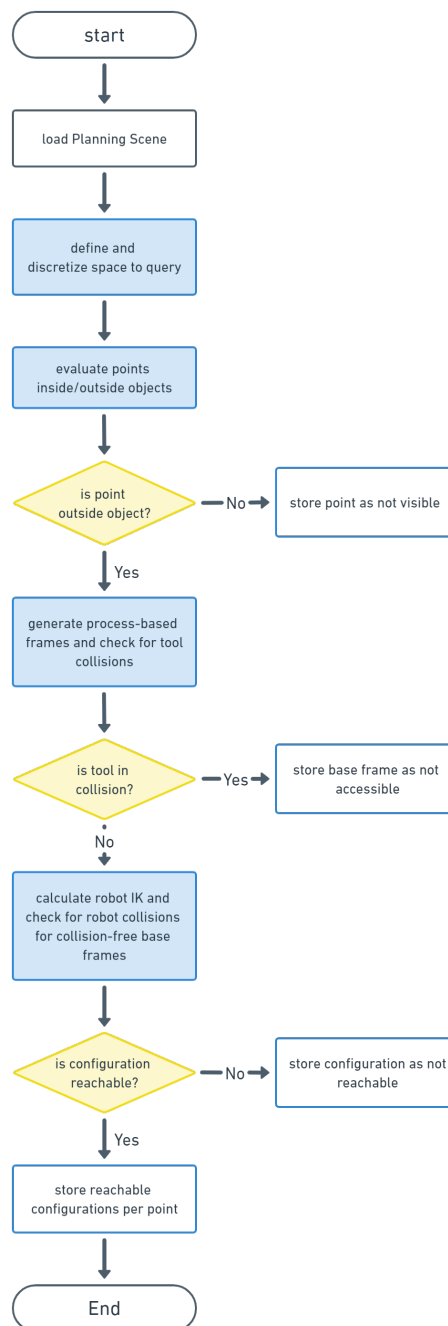 start
load Planning Scene
define and
discretize space to query
evaluate points
inside/outside objects
is point
outside object?
No
store point as not visible
Yes
generate process-based
frames and check for tool
collisions
is tool in
collision?
Yes
store base frame as not
accessible
No
calculate robot IK and
check for robot collisions
for collision-free base
frames
is configuration
reachable?
No
store configuration as not
reachable
Yes
store reachable
configurations per point
End